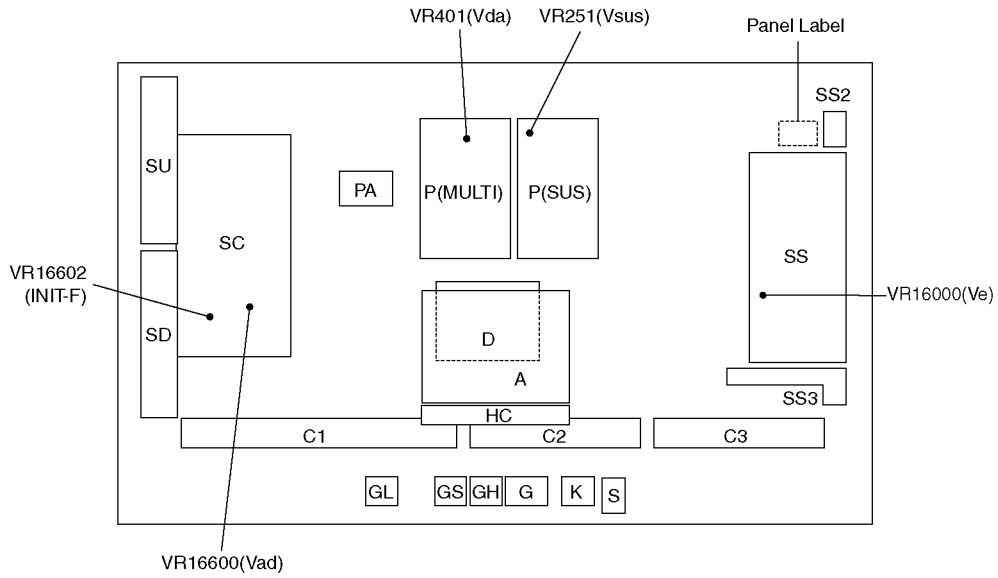 VR401(Vda)
VR251(Vsus)
Panel Label
SS2
SU
PA
P(MULTI)
P(SUS)
SC
SS
VR16602
(INIT-F)
VR16000(Ve)
SD
D
A
SS3
HC
C1
C2
C3
GL
GS
GH
G
K
S
VR16600(Vad)